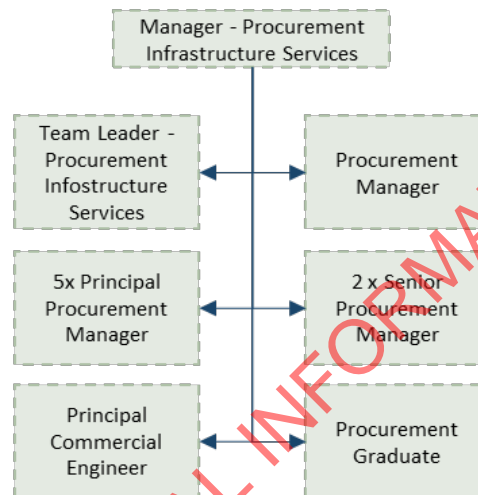 Manager - Procurement
Infrastructure Services
Team Leader -
Procurement
Infostructure
Services
Procurement
Manager
5x Principal
Procurement
Manager
2 x Senior
Procurement
Manager
Principal
Commercial
Engineer
Procurement
Graduate